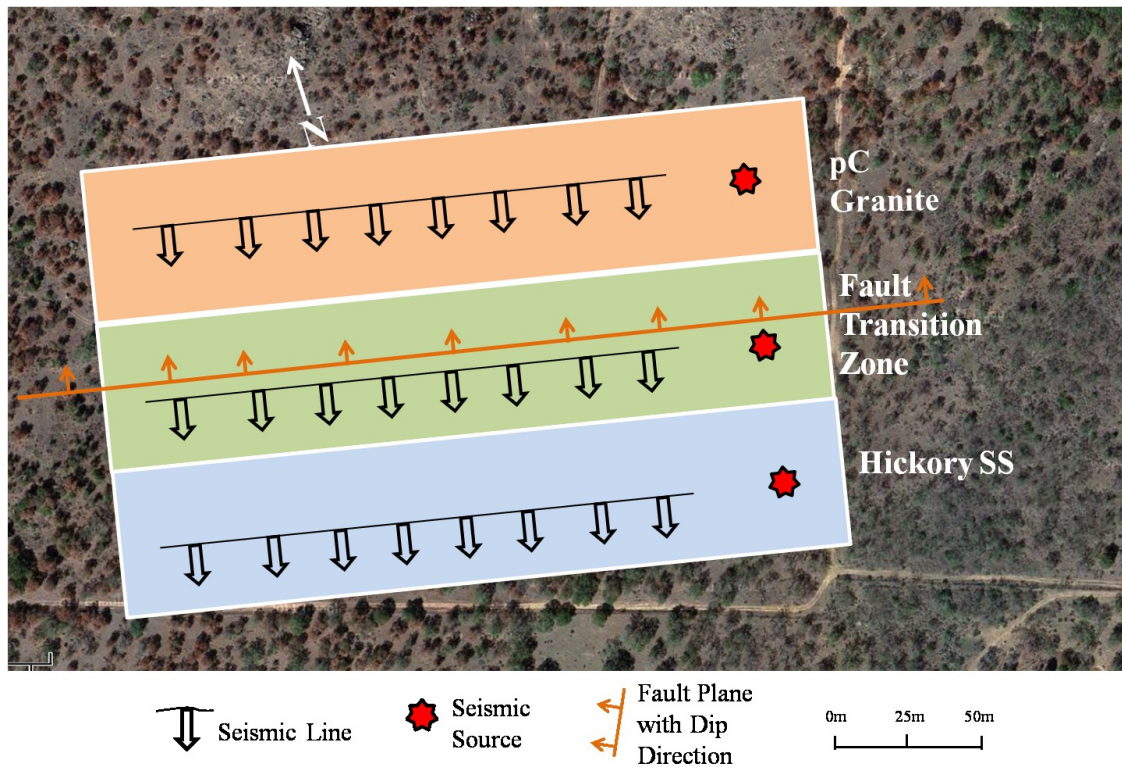 N
pC
Granite
Fault
Transition
Zone
Hickory SS
Seismic Line
Seismic
Source
Fault Plane
with Dip
Direction
0m 25m 50m